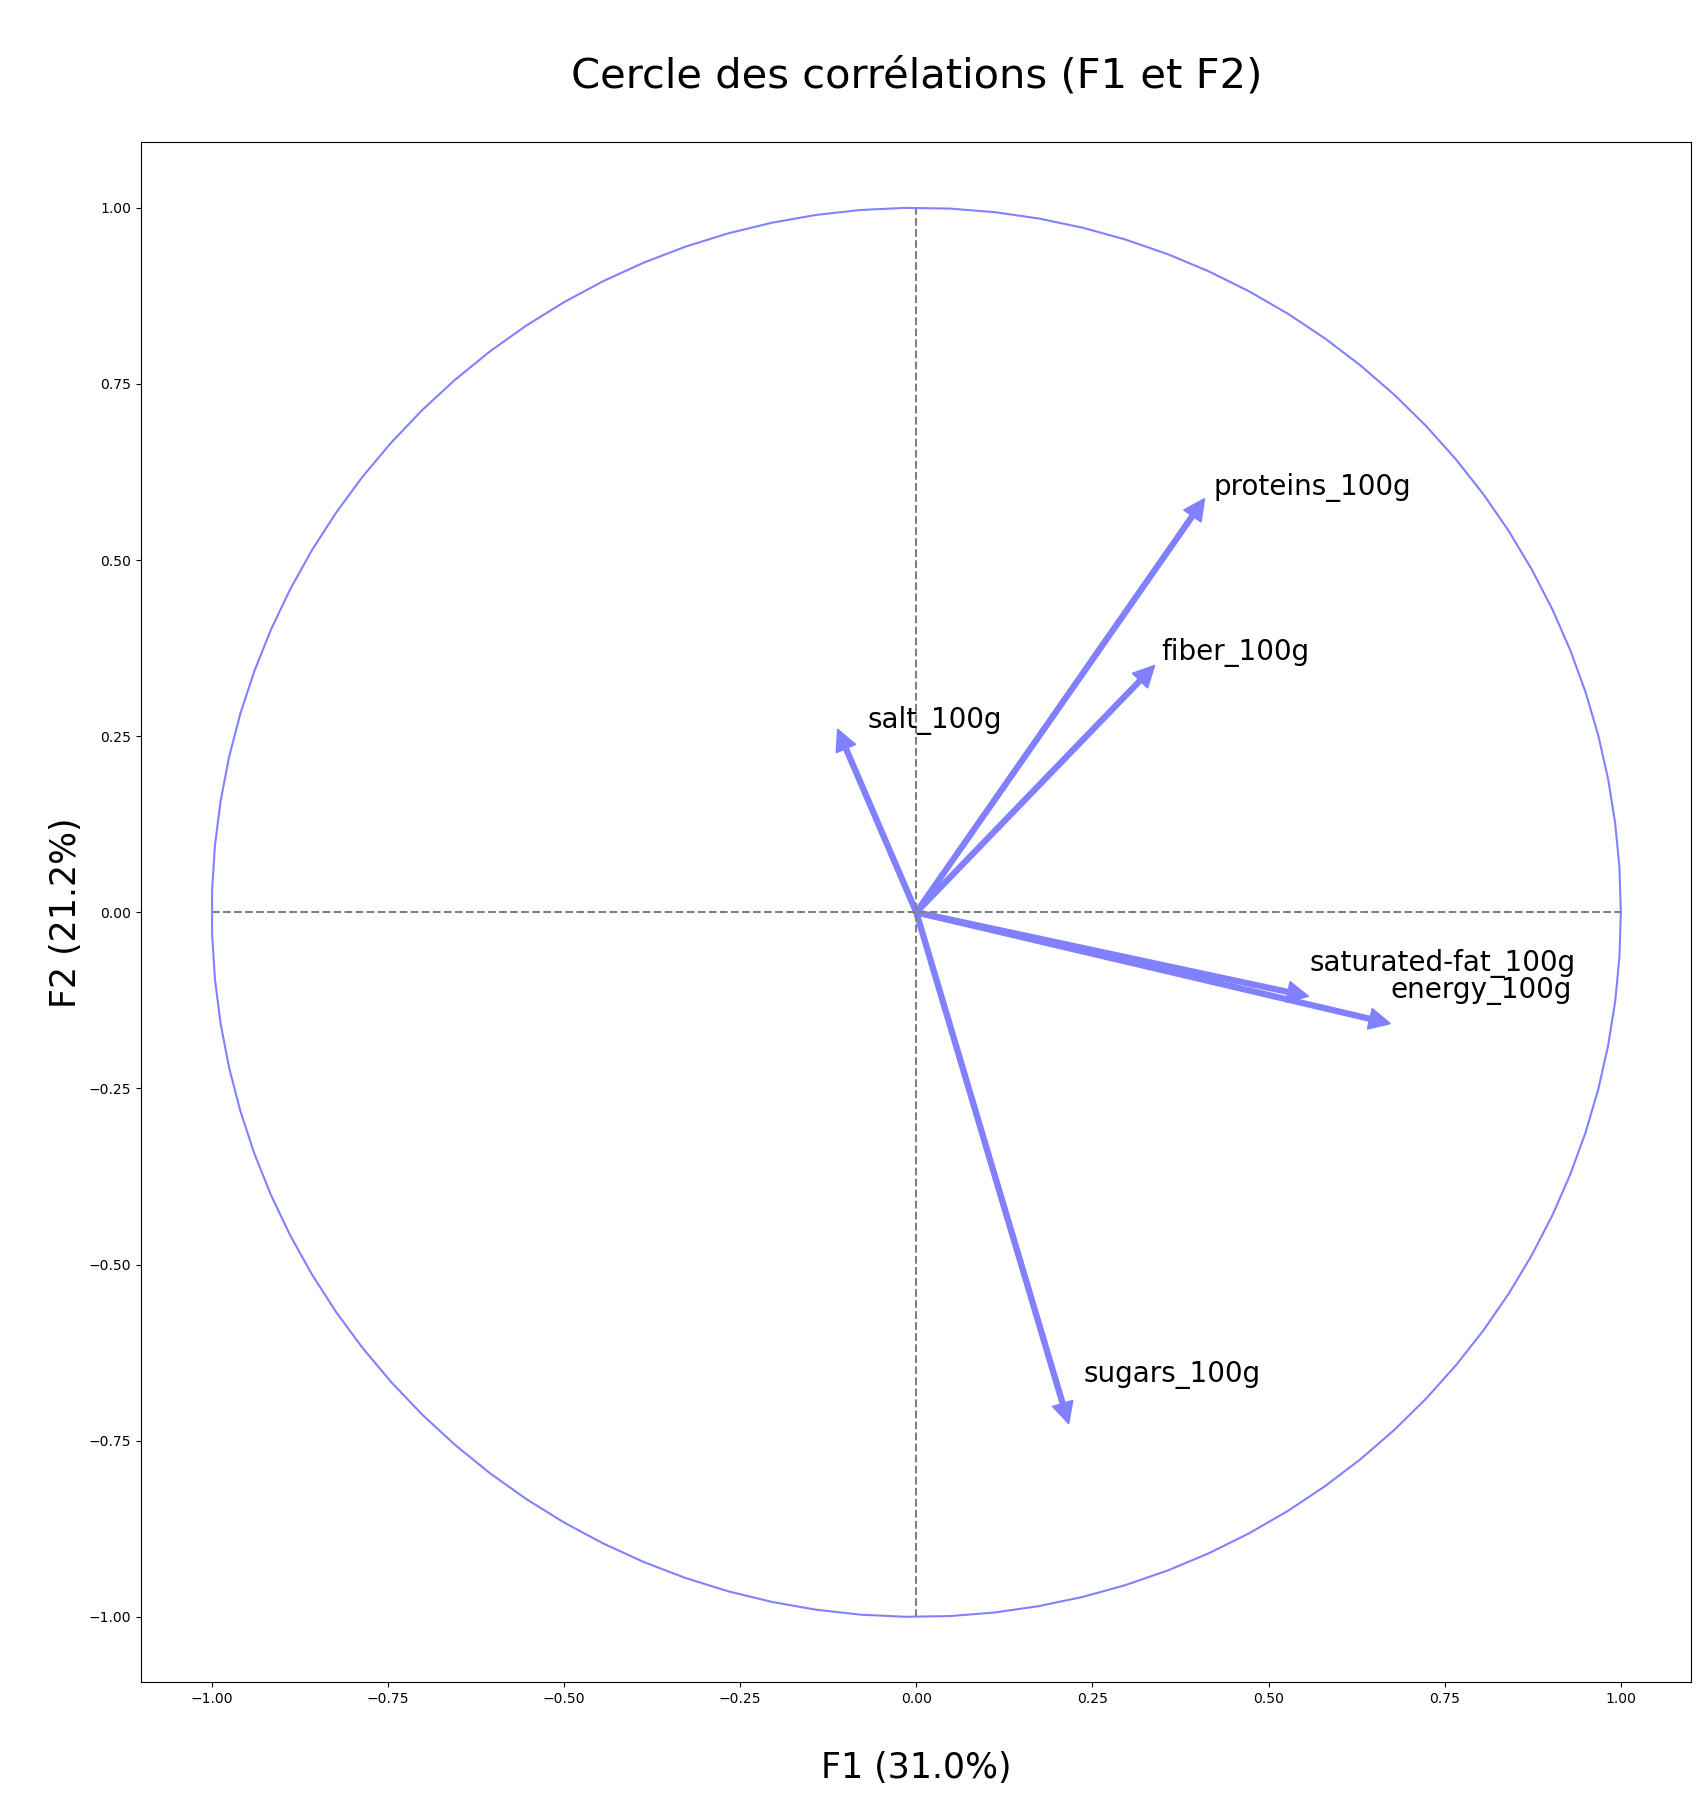 Cercle des corrélations (F1 et F2)
1.00
0.75
proteins_100g
0.50
fiber_100g
salt_100g
0.25
F2 (21.2%)
0.00
saturated-fat_100g
energy_100g
−0.25
−0.50
sugars_100g
−0.75
−1.00
−1.00 −0.75 −0.50 −0.25 0.00 0.25 0.50 0.75 1.00
F1 (31.0%)